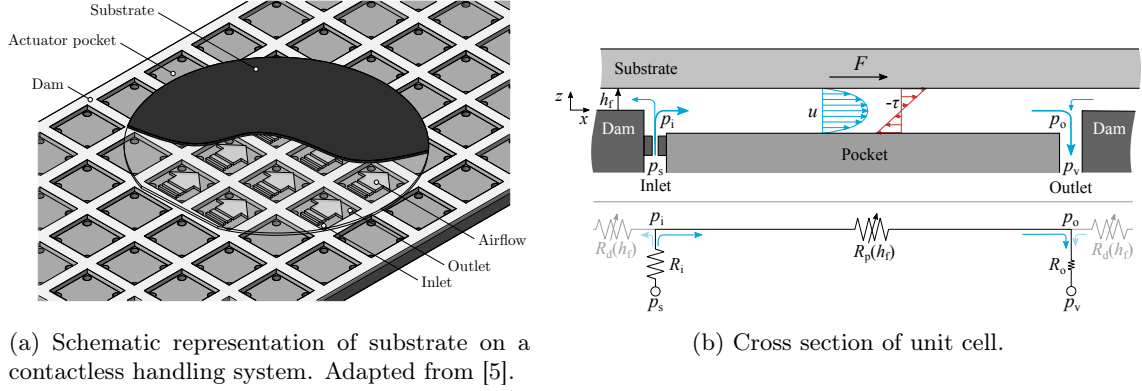 Substrate
Actuator pocket
Dam
Airflow
Outlet
Inlet
(a) Schematic representation of substrate on a
contactless handling system. Adapted from [5].
Substrate
F
z
x
h_f
Dam
p_i
u
-τ
p_o
Dam
Pocket
p_s
p_v
Inlet
Outlet
p_i
p_o
R_d(h_f)
R_i
R_p(h_f)
R_o
R_d(h_f)
p_s
p_v
(b) Cross section of unit cell.